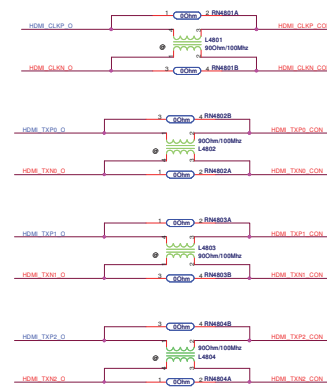 1 0Ohm 2 RN4801A
HDMI_CLKP_O HDMI_CLKP_CON
L4801
@ 90Ohm/100Mhz
HDMI_CLKN_O HDMI_CLKN_CON
3 0Ohm 4 RN4801B
3 0Ohm 4 RN4802B
HDMI_TXP0_O HDMI_TXP0_CON
90Ohm/100Mhz
@ L4802
HDMI_TXN0_O HDMI_TXN0_CON
1 0Ohm 2 RN4802A
1 0Ohm 2 RN4803A
HDMI_TXP1_O HDMI_TXP1_CON
L4803
@ 90Ohm/100Mhz
HDMI_TXN1_O HDMI_TXN1_CON
3 0Ohm 4 RN4803B
3 0Ohm 4 RN4804B
HDMI_TXP2_O HDMI_TXP2_CON
90Ohm/100Mhz
@ L4804
HDMI_TXN2_O HDMI_TXN2_CON
1 0Ohm 2 RN4804A